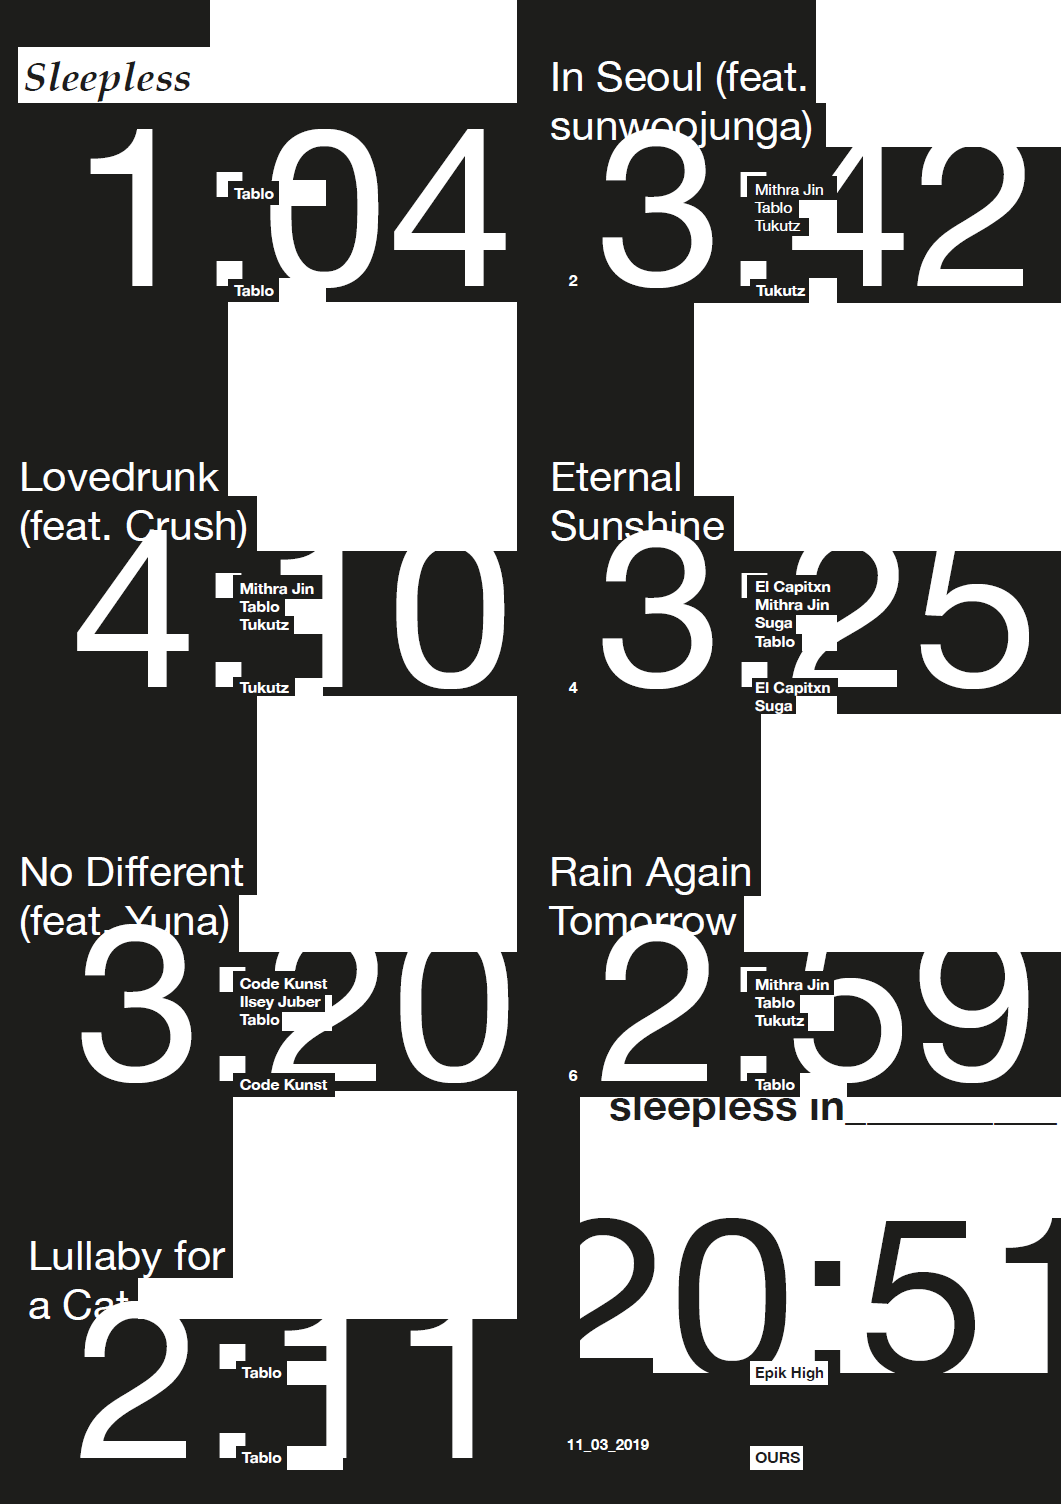 Sleepless
1:04
Tablo
Tablo
In Seoul (feat.
sunwoojunga)
2
3:42
Mithra Jin
Tablo
Tukutz
Tukutz
Lovedrunk
(feat. Crush)
4:10
Mithra Jin
Tablo
Tukutz
Tukutz
Eternal
Sunshine
4
3:25
El Capitxn
Mithra Jin
Suga
Tablo
El Capitxn
Suga
No Different
(feat. Yuna)
3:20
Code Kunst
Ilsey Juber
Tablo
Code Kunst
Rain Again
Tomorrow
6
2:59
Mithra Jin
Tablo
Tukutz
Tablo
Lullaby for
a Cat
2:11
Tablo
Tablo
sleepless in__________
20:51
Epik High
11_03_2019
OURS